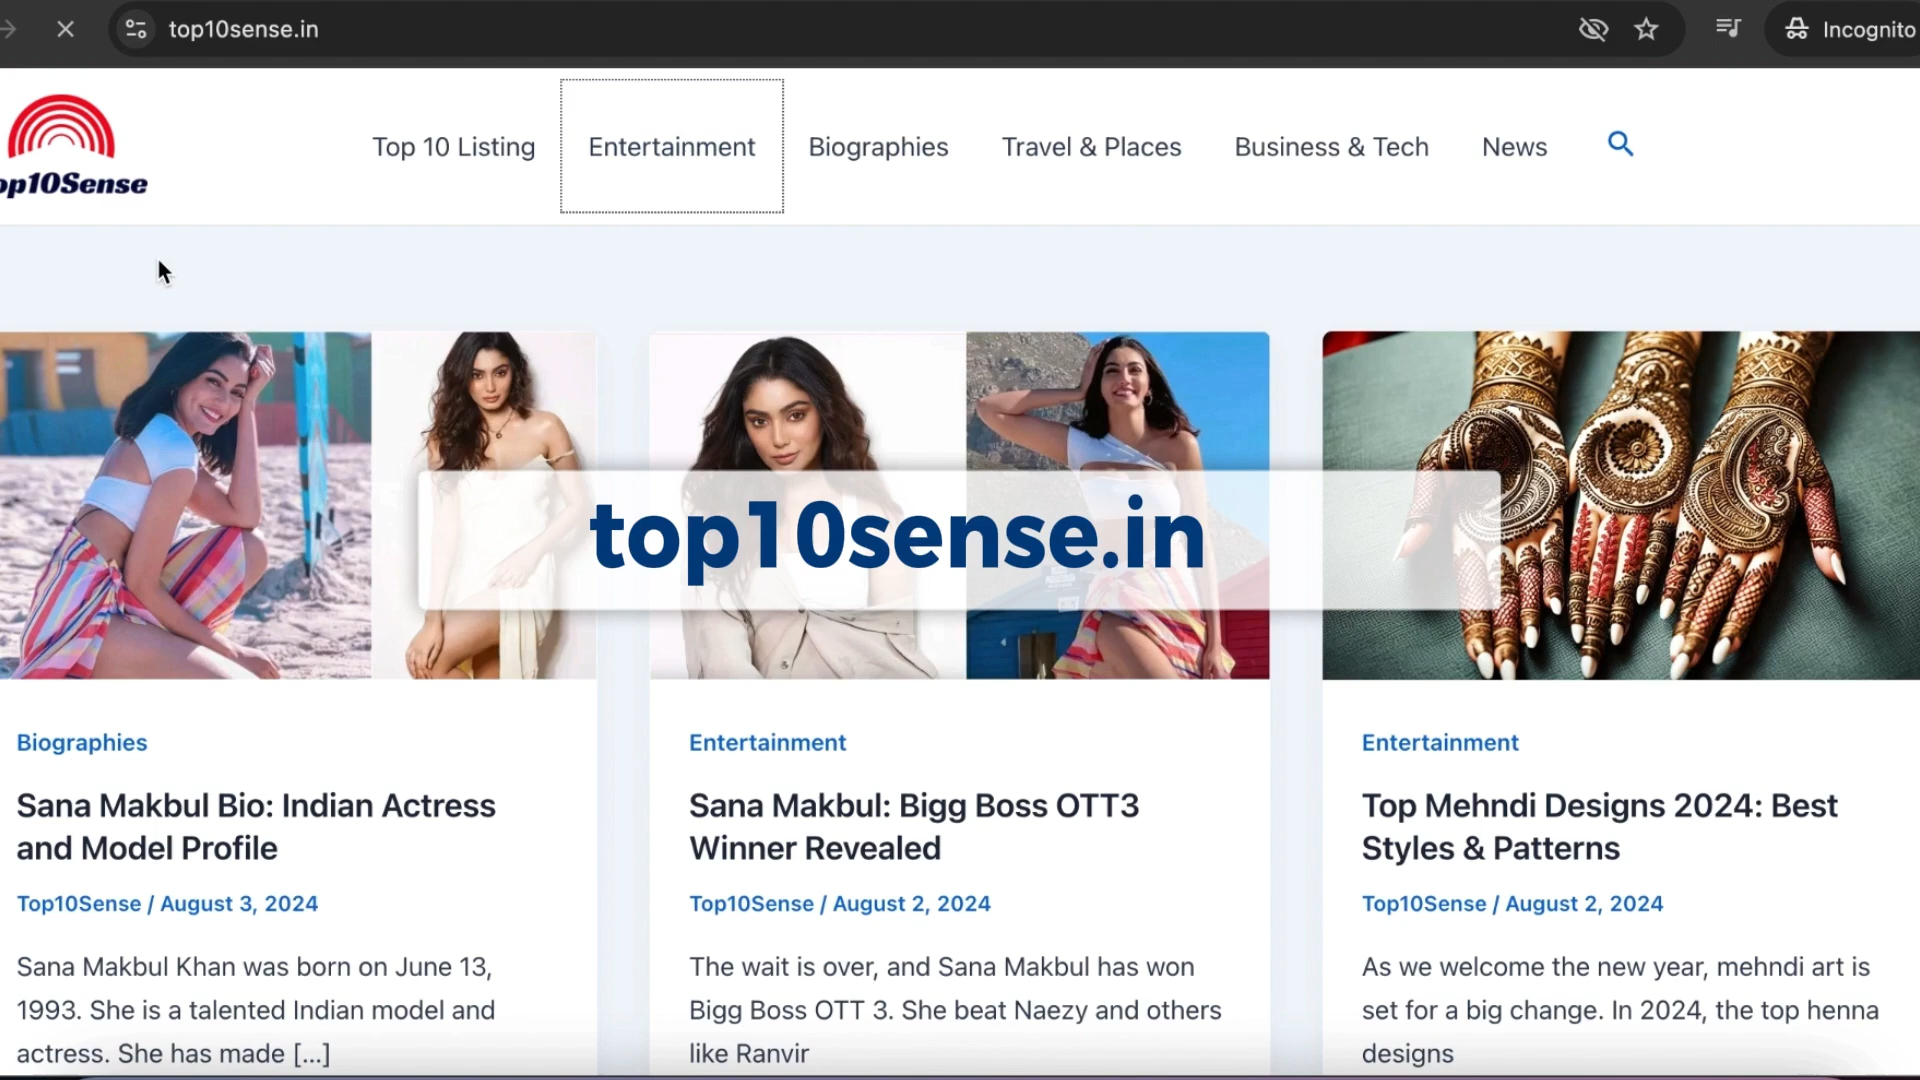 top10sense.in
Incognito
op10Sense
Top 10 Listing
Entertainment
Biographies
Travel & Places
Business & Tech
News
top10sense.in
Biographies
Sana Makbul Bio: Indian Actress
and Model Profile
Top10Sense / August 3, 2024
Sana Makbul Khan was born on June 13,
1993. She is a talented Indian model and
actress. She has made [...]
Entertainment
Sana Makbul: Bigg Boss OTT3
Winner Revealed
Top10Sense / August 2, 2024
The wait is over, and Sana Makbul has won
Bigg Boss OTT 3. She beat Naezy and others
like Ranvir
Entertainment
Top Mehndi Designs 2024: Best
Styles & Patterns
Top10Sense / August 2, 2024
As we welcome the new year, mehndi art is
set for a big change. In 2024, the top henna
designs